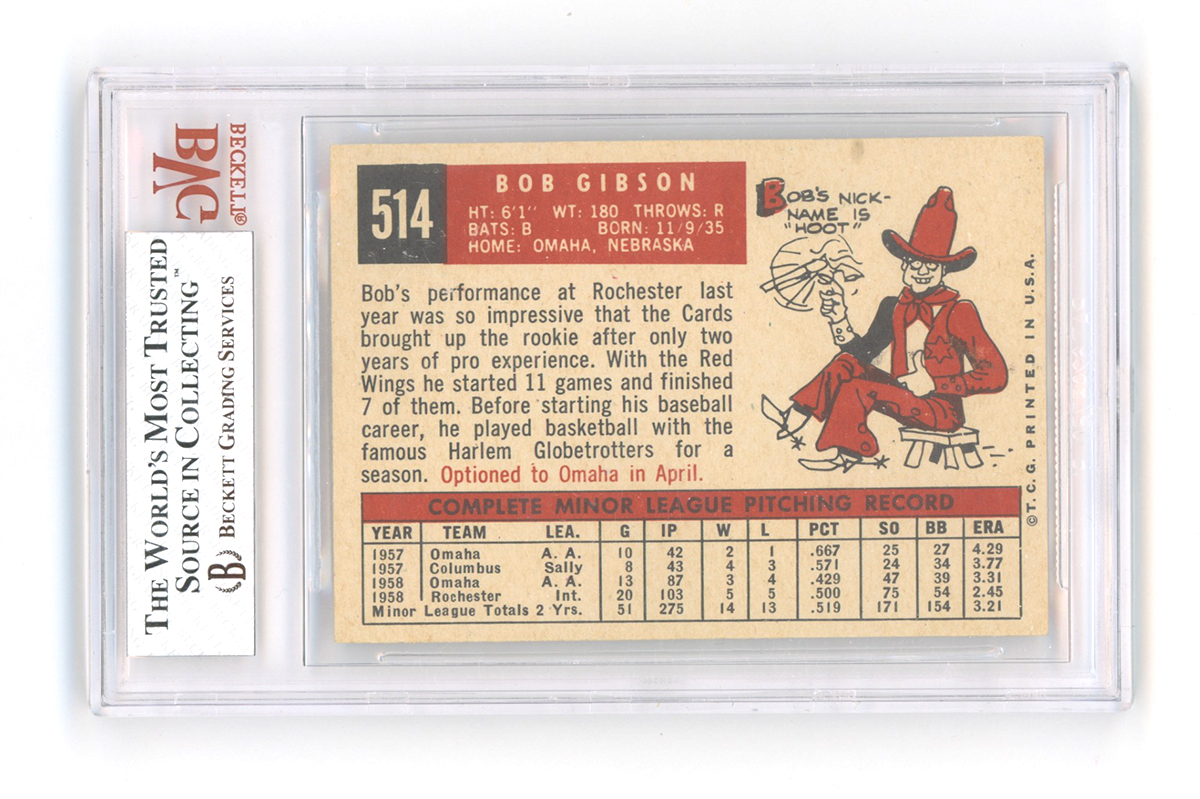 BECKETT®
BVG
THE WORLD'S MOST TRUSTED
SOURCE IN COLLECTING™
B BECKETT GRADING SERVICES
514
BOB GIBSON
HT: 6'1" WT: 180 THROWS: R
BATS: B BORN: 11/9/35
HOME: OMAHA, NEBRASKA
BOB'S NICK-
NAME IS
"HOOT"
Bob's performance at Rochester last
year was so impressive that the Cards
brought up the rookie after only two
years of pro experience. With the Red
Wings he started 11 games and finished
7 of them. Before starting his baseball
career, he played basketball with the
famous Harlem Globetrotters for a
season. Optioned to Omaha in April.
COMPLETE MINOR LEAGUE PITCHING RECORD
YEAR TEAM LEA. G IP W L PCT SO BB ERA
1957 Omaha A. A. 10 42 2 1 .667 25 27 4.29
1957 Columbus Sally 8 43 4 3 .571 24 34 3.77
1958 Omaha A. A. 13 87 3 4 .429 47 39 3.31
1958 Rochester Int. 20 103 5 5 .500 75 54 2.45
Minor League Totals 2 Yrs. 51 275 14 13 .519 171 154 3.21
©T.C.G. PRINTED IN U.S.A.